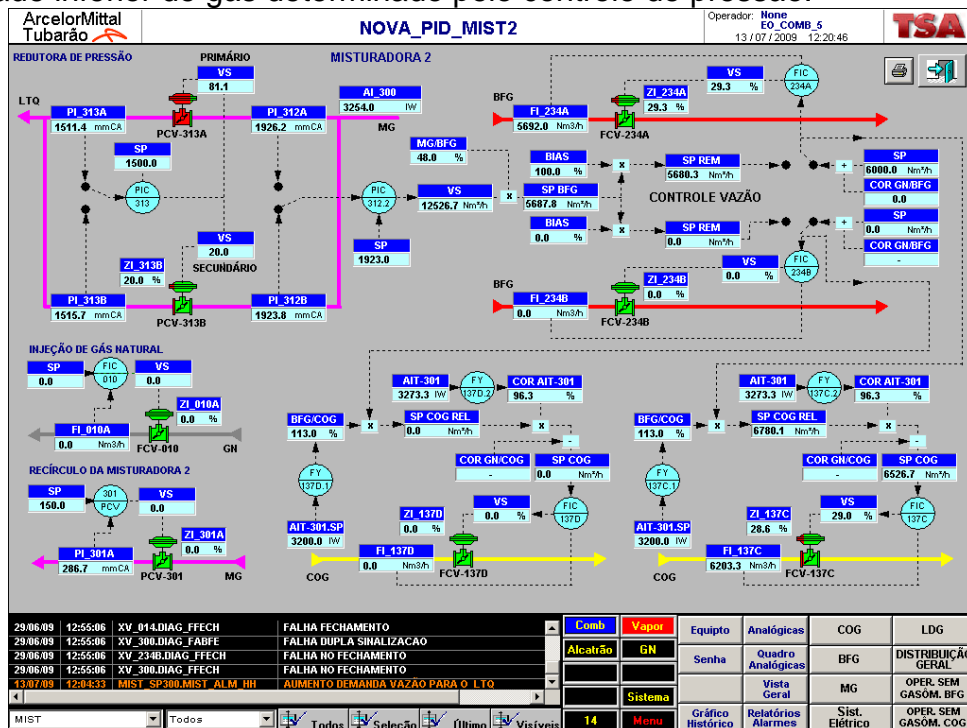 ado inferior do gás determinado pelo controle de pressão.
ArcelorMittal
Tubarão
NOVA_PID_MIST2
Operador: None
EO_COMB_5
13/07/2009 12:20:46
TSA
REDUTORA DE PRESSÃO
PRIMÁRIO
MISTURADORA 2
VS
81.1
LTQ
PI_313A
1511.4 mmCA
PCV-313A
PI_312A
1926.2 mmCA
AI_300
3254.0 IW
MG
SP
1500.0
PIC
313
VS
20.0
SECUNDÁRIO
ZI_313B
20.0 %
PI_313B
1515.7 mmCA
PCV-313B
PI_312B
1923.8 mmCA
PIC
312.2
SP
1923.0
VS
12526.7 Nm³/h
MG/BFG
48.0 %
x
SP BFG
5687.8 Nm³/h
BFG
FI_234A
5692.0 Nm3/h
ZI_234A
29.3 %
FCV-234A
VS
29.3 %
FIC
234A
BIAS
100.0 %
x
SP REM
5680.3 Nm³/h
CONTROLE VAZÃO
+
SP
6000.0 Nm³/h
COR GN/BFG
0.0
BIAS
0.0 %
x
SP REM
0.0 Nm³/h
+
SP
0.0 Nm³/h
COR GN/BFG
-
VS
0.0 %
FIC
234B
ZI_234B
0.0 %
BFG
FI_234B
0.0 Nm3/h
FCV-234B
INJEÇÃO DE GÁS NATURAL
SP
0.0
FIC
010
VS
0.0
ZI_010A
0.0 %
FI_010A
0.0 Nm3/h
FCV-010
GN
RECÍRCULO DA MISTURADORA 2
SP
150.0
301
PCV
VS
0.0
ZI_301A
0.0 %
PI_301A
286.7 mmCA
PCV-301
MG
AIT-301
3273.3 IW
FY
137D.2
COR AIT-301
96.3 %
BFG/COG
113.0 %
x
SP COG REL
0.0 Nm³/h
x
-
COR GN/COG
-
SP COG
0.0 Nm³/h
FY
137D.1
AIT-301.SP
3200.0 IW
ZI_137D
0.0 %
VS
0.0 %
FIC
137D
FI_137D
0.0 Nm3/h
COG
FCV-137D
AIT-301
3273.3 IW
FY
137C.2
COR AIT-301
96.3 %
BFG/COG
113.0 %
x
SP COG REL
6780.1 Nm³/h
x
-
COR GN/COG
-
SP COG
6526.7 Nm³/h
FY
137C.1
AIT-301.SP
3200.0 IW
ZI_137C
28.6 %
VS
29.0 %
FIC
137C
FI_137C
6203.3 Nm3/h
COG
FCV-137C
29/06/09 12:55:06 XV_014.DIAG_FFECH FALHA FECHAMENTO
29/06/09 12:55:06 XV_300.DIAG_FABFE FALHA DUPLA SINALIZACAO
29/06/09 12:55:06 XV_234B.DIAG_FFECH FALHA NO FECHAMENTO
29/06/09 12:55:06 XV_300.DIAG_FFECH FALHA NO FECHAMENTO
13/07/09 12:04:33 MIST_SP300.MIST_ALM_HH AUMENTO DEMANDA VAZÃO PARA O LTQ
MIST
Todos
Todos
Seleção
Último
Visíveis
Comb
Vapor
Alcatrão
GN
Sistema
14
Menu
Equipto
Analógicas
COG
LDG
Senha
Quadro Analógicas
BFG
DISTRIBUIÇÃO GERAL
Vista Geral
MG
OPER. SEM GASÔM. BFG
Gráfico Histórico
Relatórios Alarmes
Sist. Elétrico
OPER. SEM GASÔM. COG